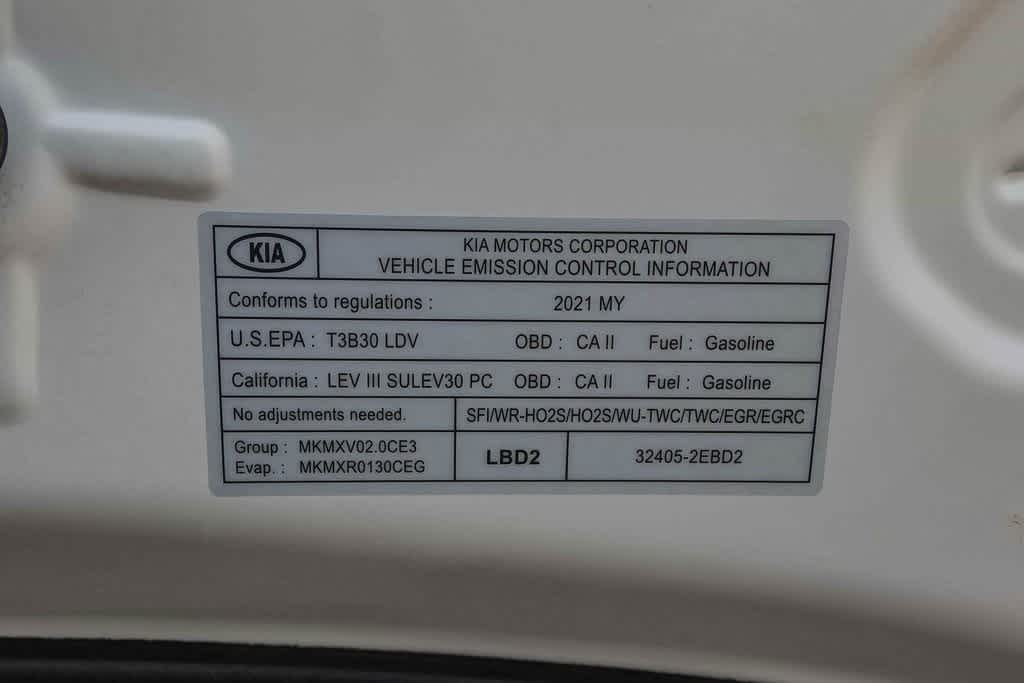 KIA
KIA MOTORS CORPORATION
VEHICLE EMISSION CONTROL INFORMATION
Conforms to regulations : 2021 MY
U.S.EPA : T3B30 LDV OBD : CA II Fuel : Gasoline
California : LEV III SULEV30 PC OBD : CA II Fuel : Gasoline
No adjustments needed. SFI/WR-HO2S/HO2S/WU-TWC/TWC/EGR/EGRC
Group : MKMXV02.0CE3
Evap. : MKMXR0130CEG
LBD2
32405-2EBD2